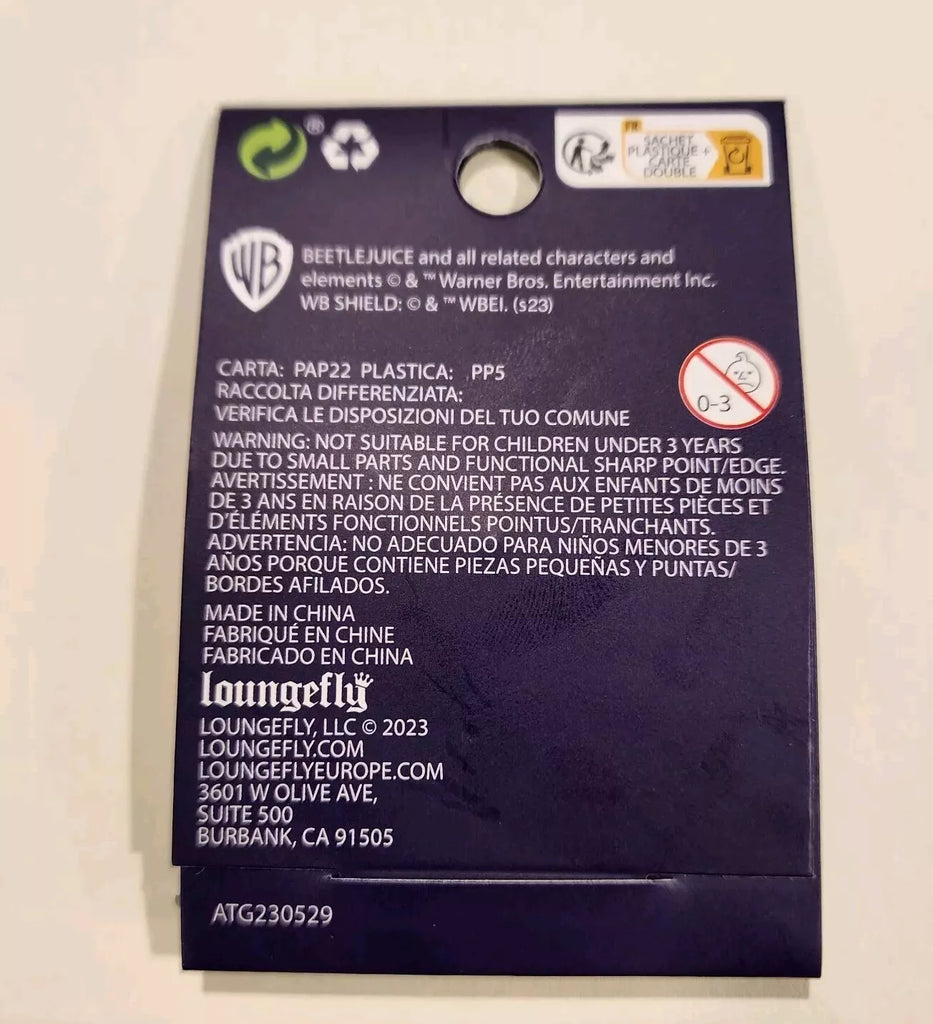 ®
FR
SACHET
PLASTIQUE +
CARTE
DOUBLE
WB
BEETLEJUICE and all related characters and
elements © & ™ Warner Bros. Entertainment Inc.
WB SHIELD: © & ™ WBEI. (s23)
CARTA: PAP22 PLASTICA: PP5
RACCOLTA DIFFERENZIATA:
VERIFICA LE DISPOSIZIONI DEL TUO COMUNE
0-3
WARNING: NOT SUITABLE FOR CHILDREN UNDER 3 YEARS
DUE TO SMALL PARTS AND FUNCTIONAL SHARP POINT/EDGE.
AVERTISSEMENT : NE CONVIENT PAS AUX ENFANTS DE MOINS
DE 3 ANS EN RAISON DE LA PRÉSENCE DE PETITES PIÈCES ET
D'ÉLÉMENTS FONCTIONNELS POINTUS/TRANCHANTS.
ADVERTENCIA: NO ADECUADO PARA NIÑOS MENORES DE 3
AÑOS PORQUE CONTIENE PIEZAS PEQUEÑAS Y PUNTAS/
BORDES AFILADOS.
MADE IN CHINA
FABRIQUÉ EN CHINE
FABRICADO EN CHINA
loungefly
LOUNGEFLY, LLC © 2023
LOUNGEFLY.COM
LOUNGEFLYEUROPE.COM
3601 W OLIVE AVE,
SUITE 500
BURBANK, CA 91505
ATG230529